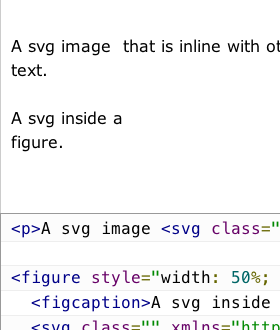 A svg image  that is inline with ot
text.
A svg inside a
figure.
<p>A svg image <svg class="
<figure style="width: 50%;
<figcaption>A svg inside
<svg class="" xmlns="http